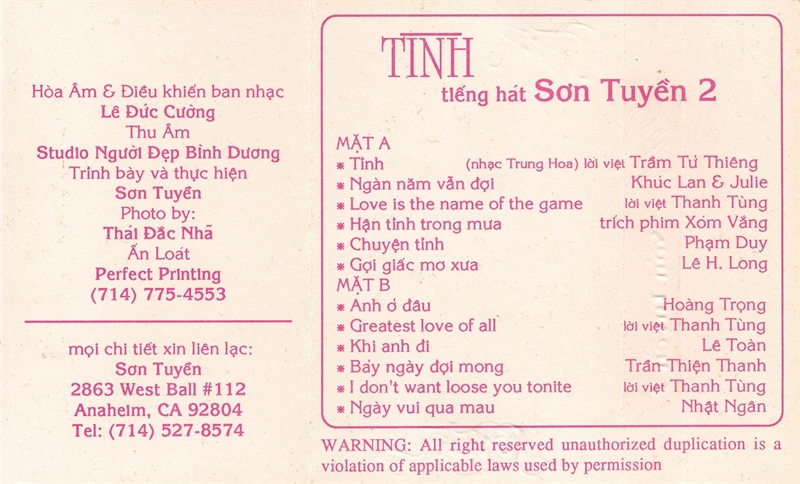 Hòa Âm & Điều khiển ban nhạc
Lê Đức Cường
Thu Âm
Studio Người Đẹp Bình Dương
Trình bày và thực hiện
Sơn Tuyền
Photo by:
Thái Đắc Nhã
Ấn Loát
Perfect Printing
(714) 775-4553
mọi chi tiết xin liên lạc:
Sơn Tuyền
2863 West Ball #112
Anaheim, CA 92804
Tel: (714) 527-8574
TÌNH
tiếng hát Sơn Tuyền 2
MẶT A
* Tình (nhạc Trung Hoa) lời việt Trầm Tử Thiêng
* Ngàn năm vẫn đợi Khúc Lan & Julie
* Love is the name of the game lời việt Thanh Tùng
* Hận tình trong mưa trích phim Xóm Vắng
* Chuyện tình Phạm Duy
* Gọi giấc mơ xưa Lê H. Long
MẶT B
* Anh ở đâu Hoàng Trọng
* Greatest love of all lời việt Thanh Tùng
* Khi anh đi Lê Toàn
* Bảy ngày đợi mong Trần Thiện Thanh
* I don't want loose you tonite lời việt Thanh Tùng
* Ngày vui qua mau Nhật Ngân
WARNING: All right reserved unauthorized duplication is a
violation of applicable laws used by permission